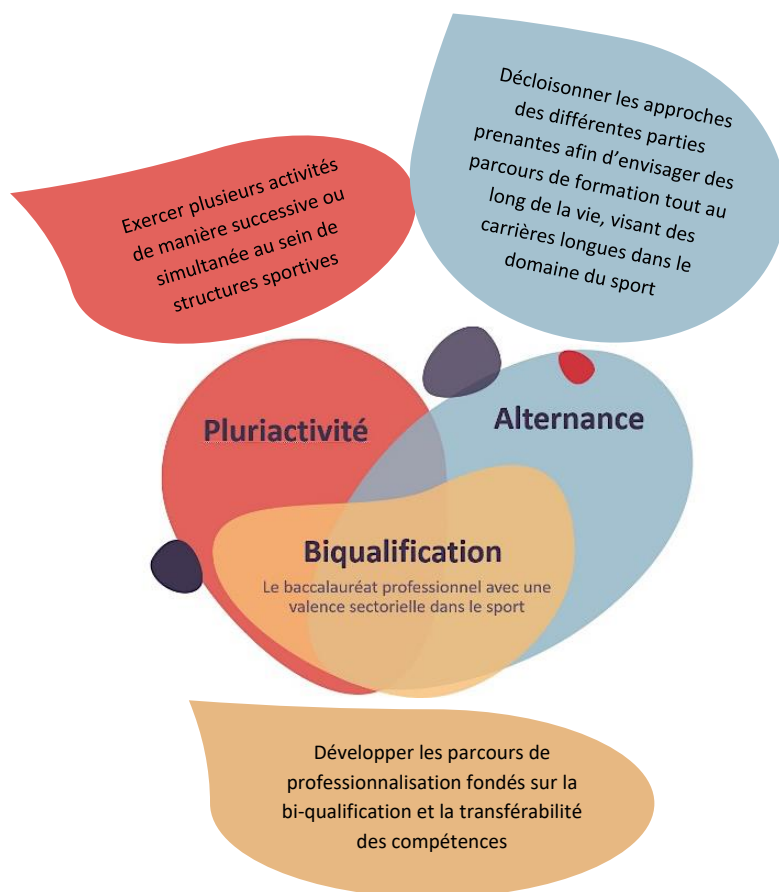 Décloisonner les approches
des différentes parties
prenantes afin d’envisager des
parcours de formation tout au
long de la vie, visant des
carrières longues dans le
domaine du sport
Exercer plusieurs activités
de manière successive ou
simultanée au sein de
structures sportives
Pluriactivité
Alternance
Biqualification
Le baccalauréat professionnel avec une
valence sectorielle dans le sport
Développer les parcours de
professionnalisation fondés sur la
bi-qualification et la transférabilité
des compétences